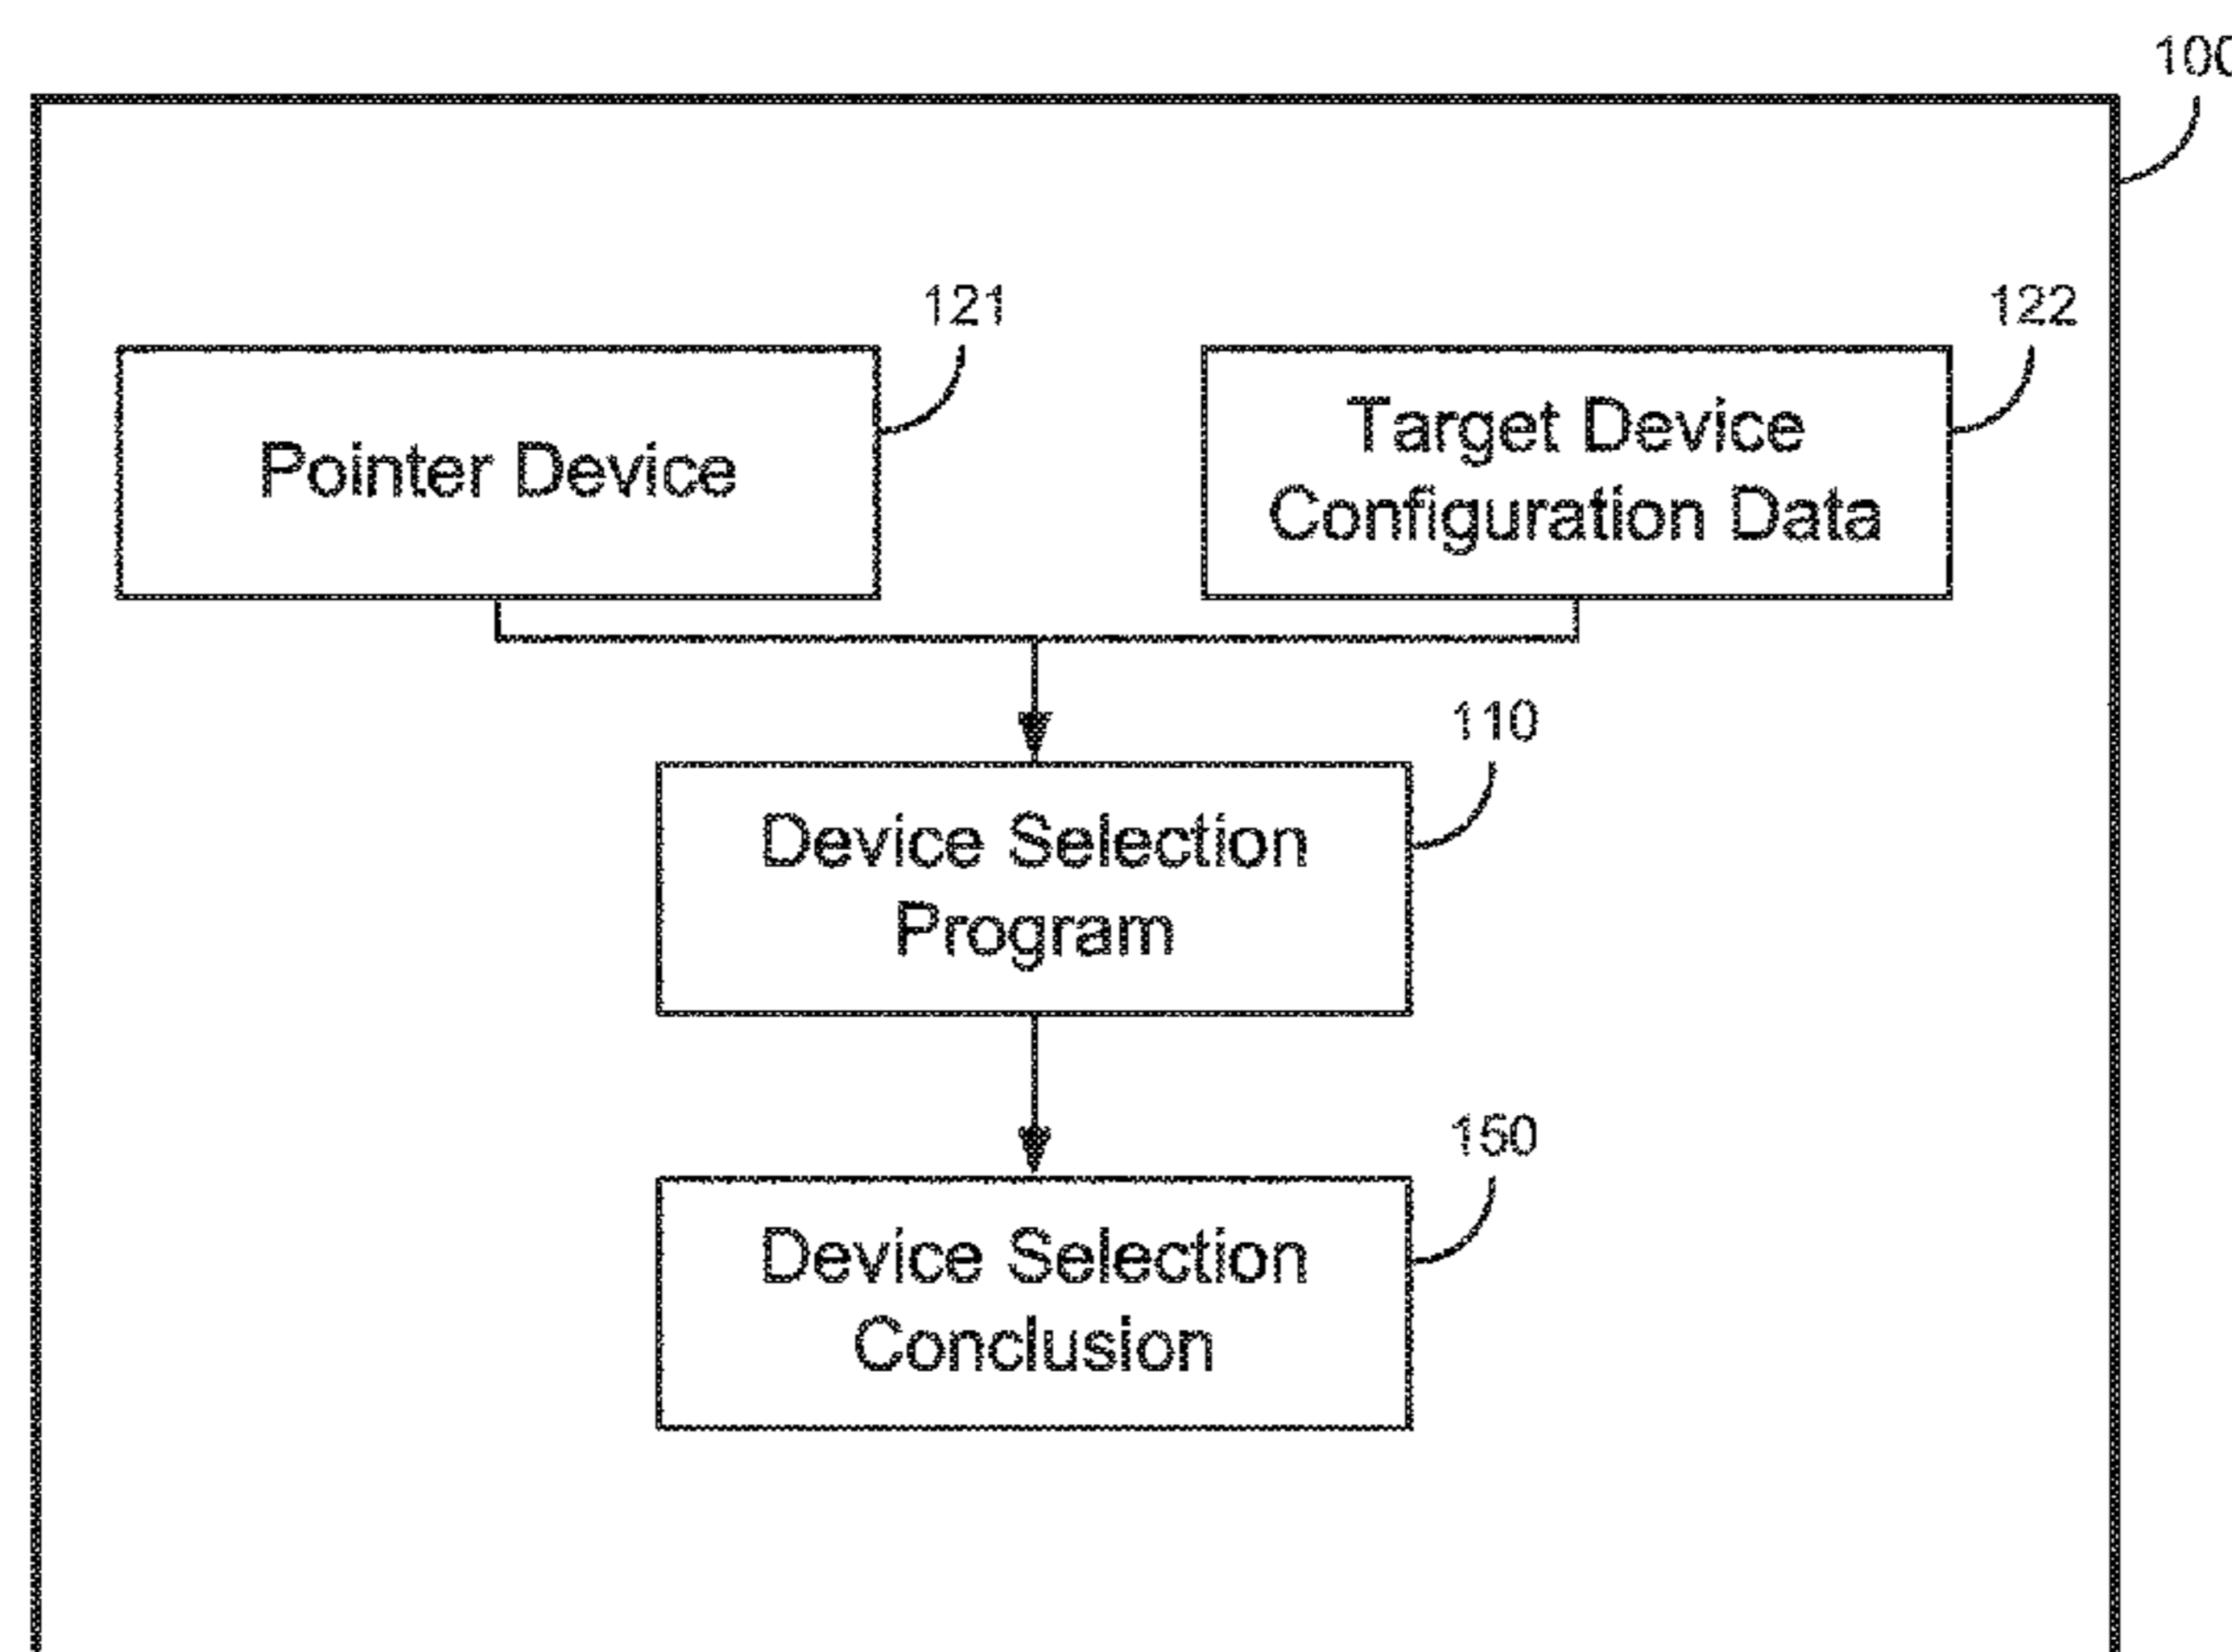 100
121
122
Pointer Device
Target Device
Configuration Data
110
Device Selection
Program
150
Device Selection
Conclusion